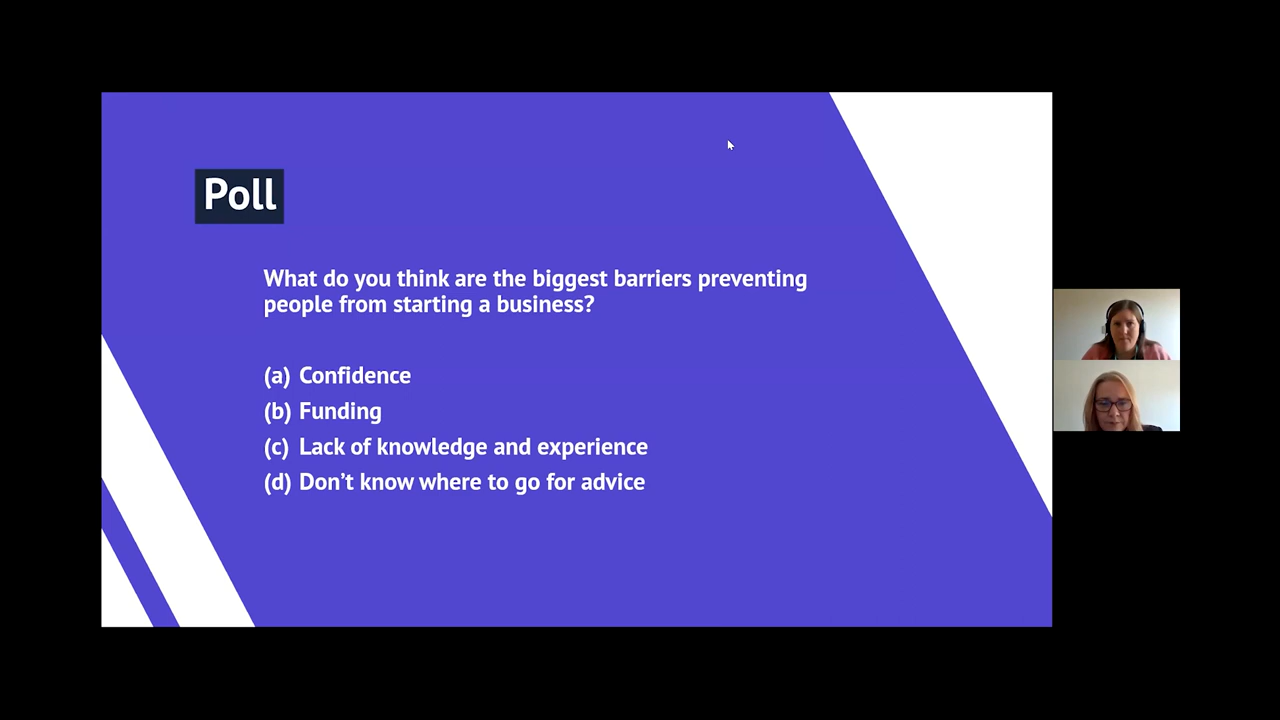 Poll
What do you think are the biggest barriers preventing
people from starting a business?
(a) Confidence
(b) Funding
(c) Lack of knowledge and experience
(d) Don’t know where to go for advice